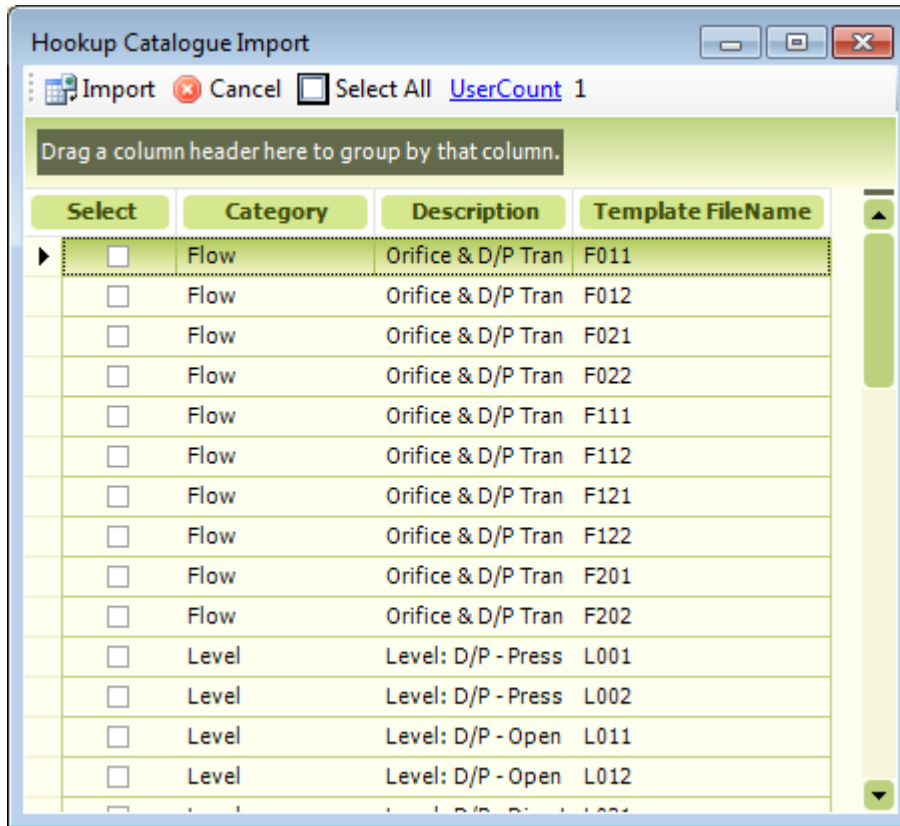 Hookup Catalogue Import
Import Cancel Select All UserCount 1
Drag a column header here to group by that column.
Select Category Description Template FileName
Flow Orifice & D/P Tran F011
Flow Orifice & D/P Tran F012
Flow Orifice & D/P Tran F021
Flow Orifice & D/P Tran F022
Flow Orifice & D/P Tran F111
Flow Orifice & D/P Tran F112
Flow Orifice & D/P Tran F121
Flow Orifice & D/P Tran F122
Flow Orifice & D/P Tran F201
Flow Orifice & D/P Tran F202
Level Level: D/P - Press L001
Level Level: D/P - Press L002
Level Level: D/P - Open L011
Level Level: D/P - Open L012